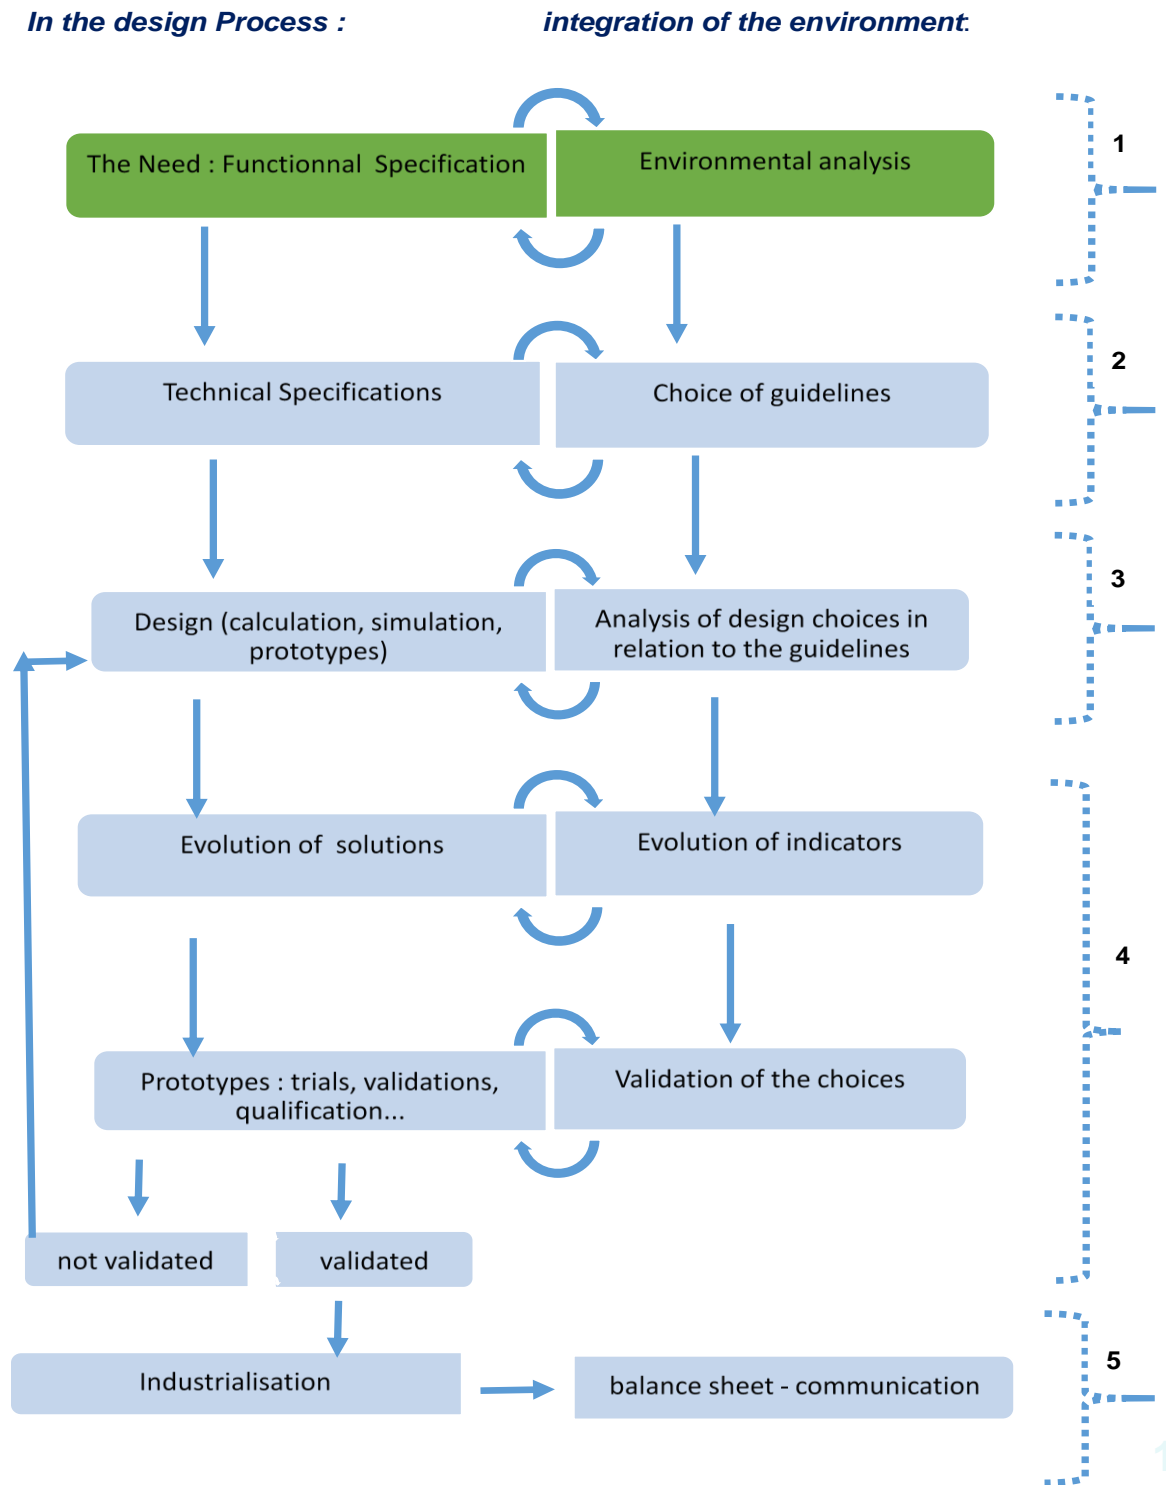 In the design Process : integration of the environment:
1
The Need : Functionnal Specification
Environmental analysis
2
Technical Specifications
Choice of guidelines
3
Design (calculation, simulation,
prototypes)
Analysis of design choices in
relation to the guidelines
Evolution of solutions
Evolution of indicators
4
Prototypes : trials, validations,
qualification...
Validation of the choices
not validated
validated
5
Industrialisation
balance sheet - communication
1